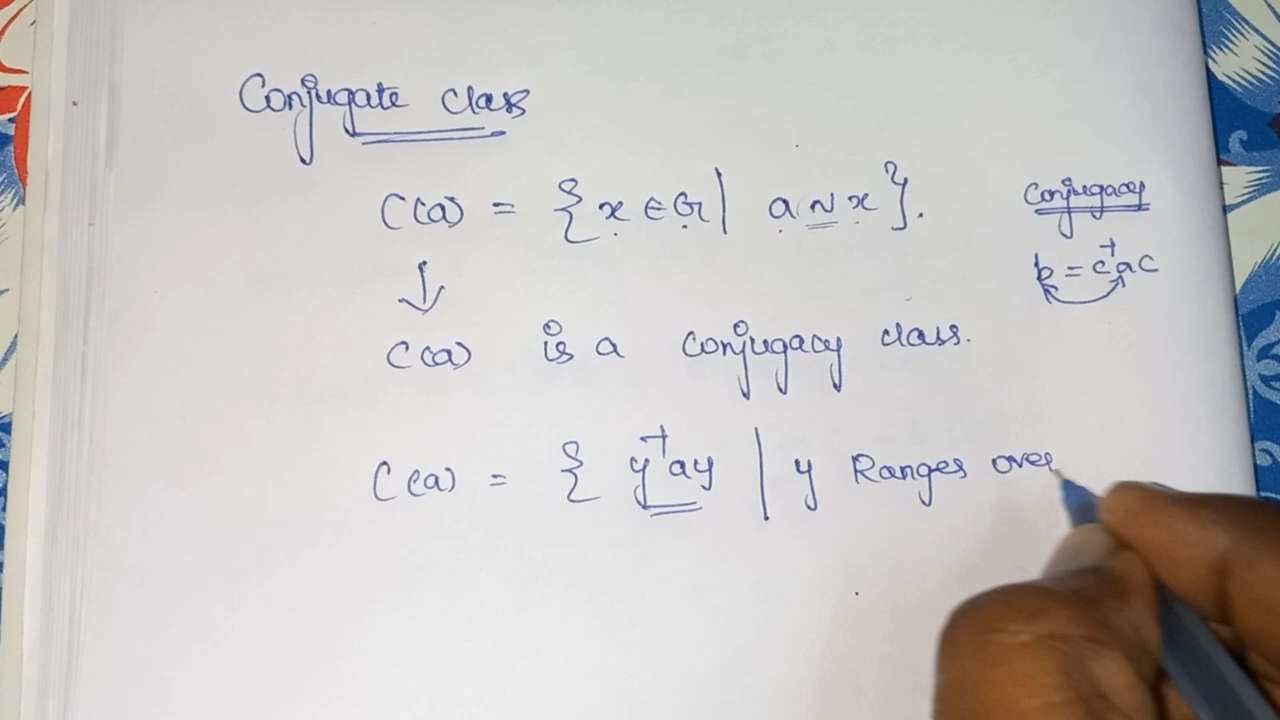 Conjugate class
C(a) = { x ∈ G | a ~ x }.
Conjugacy
b = c⁻¹ac
↓
C(a) is a conjugacy class.
C(a) = { y⁻¹ay | y Ranges over